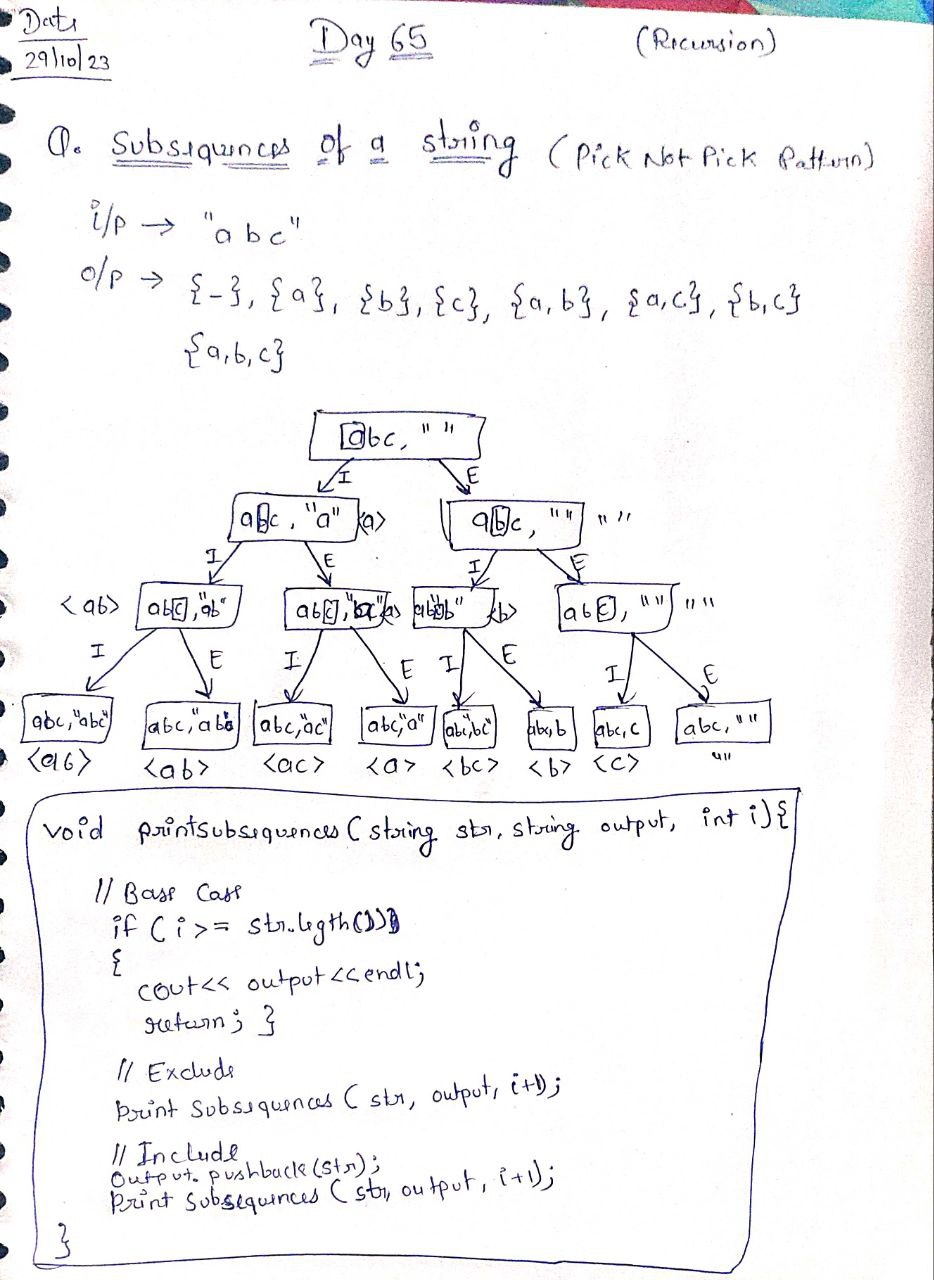 Date
29/10/23
Day 65
(Recursion)
Q. Subsequences of a string (Pick Not Pick Pattern)
i/p → "abc"
o/p → {-}, {a}, {b}, {c}, {a,b}, {a,c}, {b,c}
{a,b,c}
abc, " "
I E
abc, "a" <a> abc, " " " "
I E I E
<ab> abc, "ab" abc, <a> <b> abc, " " " "
I E I E I E I E
abc,"abc" abc,"ab abc,"ac" abc,"a" abc,"bc" abc,b abc,c abc, " "
<ab> <ab> <ac> <a> <bc> <b> <c> " "
void printsubsequences (string str, string output, int i){
// Base Case
if (i >= str.legth())
{
cout<< output<<endl;
return; }
// Exclude
Print Subsequences (str, output, i+1);
// Include
Output. pushback(str);
Print Subsequences (str, output, i+1);
}